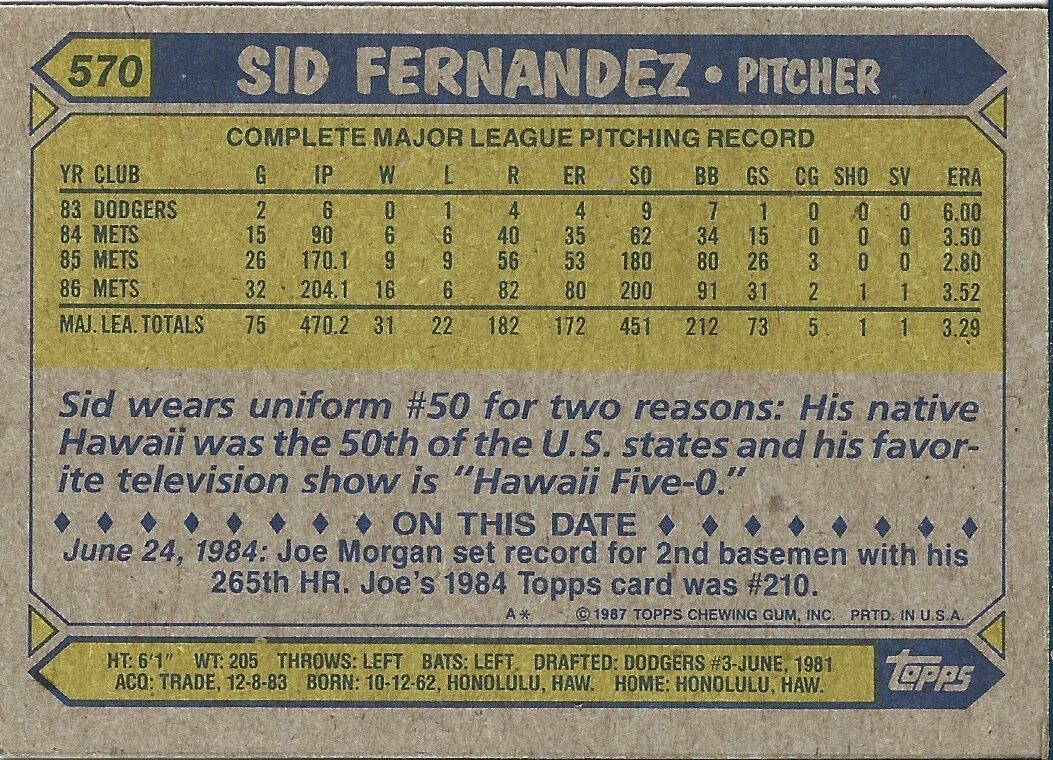 570 SID FERNANDEZ • PITCHER
COMPLETE MAJOR LEAGUE PITCHING RECORD
YR CLUB G IP W L R ER SO BB GS CG SHO SV ERA
83 DODGERS 2 6 0 1 4 4 9 7 1 0 0 0 6.00
84 METS 15 90 6 6 40 35 62 34 15 0 0 0 3.50
85 METS 26 170.1 9 9 56 53 180 80 26 3 0 0 2.80
86 METS 32 204.1 16 6 82 80 200 91 31 2 1 1 3.52
MAJ. LEA. TOTALS 75 470.2 31 22 182 172 451 212 73 5 1 1 3.29
Sid wears uniform #50 for two reasons: His native
Hawaii was the 50th of the U.S. states and his favor-
ite television show is "Hawaii Five-0."
ON THIS DATE
June 24, 1984: Joe Morgan set record for 2nd basemen with his
265th HR. Joe's 1984 Topps card was #210.
A* © 1987 TOPPS CHEWING GUM, INC. PRTD. IN U.S.A.
HT: 6'1" WT: 205 THROWS: LEFT BATS: LEFT DRAFTED: DODGERS #3-JUNE, 1981
ACQ: TRADE, 12-8-83 BORN: 10-12-62, HONOLULU, HAW. HOME: HONOLULU, HAW.
topps